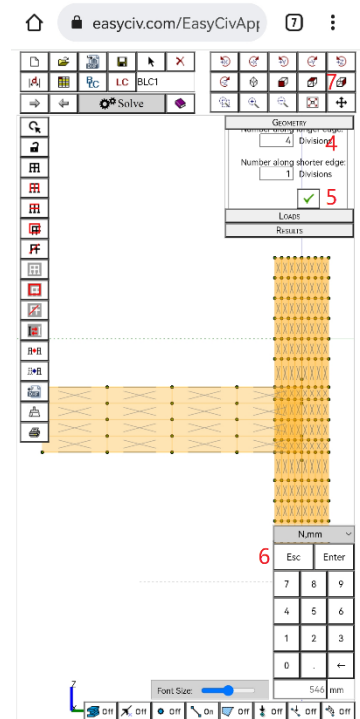 easyciv.com/EasyCivApp
7
BC
LC
BLC1
Solve
7
GEOMETRY
Number along longer edge:
4 Divisions
4
Number along shorter edge:
1 Divisions
5
LOADS
RESULTS
N,mm
6
Esc Enter
7 8 9
4 5 6
1 2 3
0 . ←
546 mm
Z
Font Size:
Off Off Off On Off Off Off Off